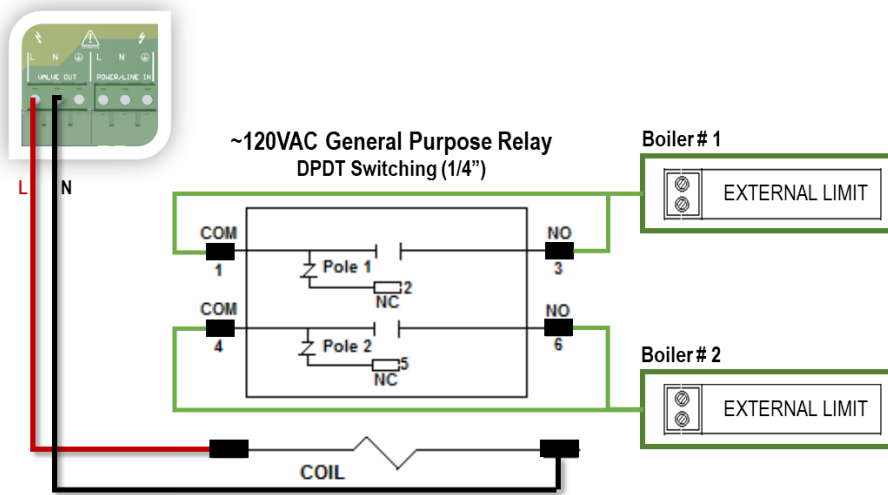 L N L N
VALVE OUT POWER/LINE IN
L N
~120VAC General Purpose Relay
DPDT Switching (1/4”)
Boiler # 1
EXTERNAL LIMIT
COM
1
NO
3
Pole 1
2
NC
COM
4
NO
6
Pole 2
5
NC
Boiler # 2
EXTERNAL LIMIT
COIL